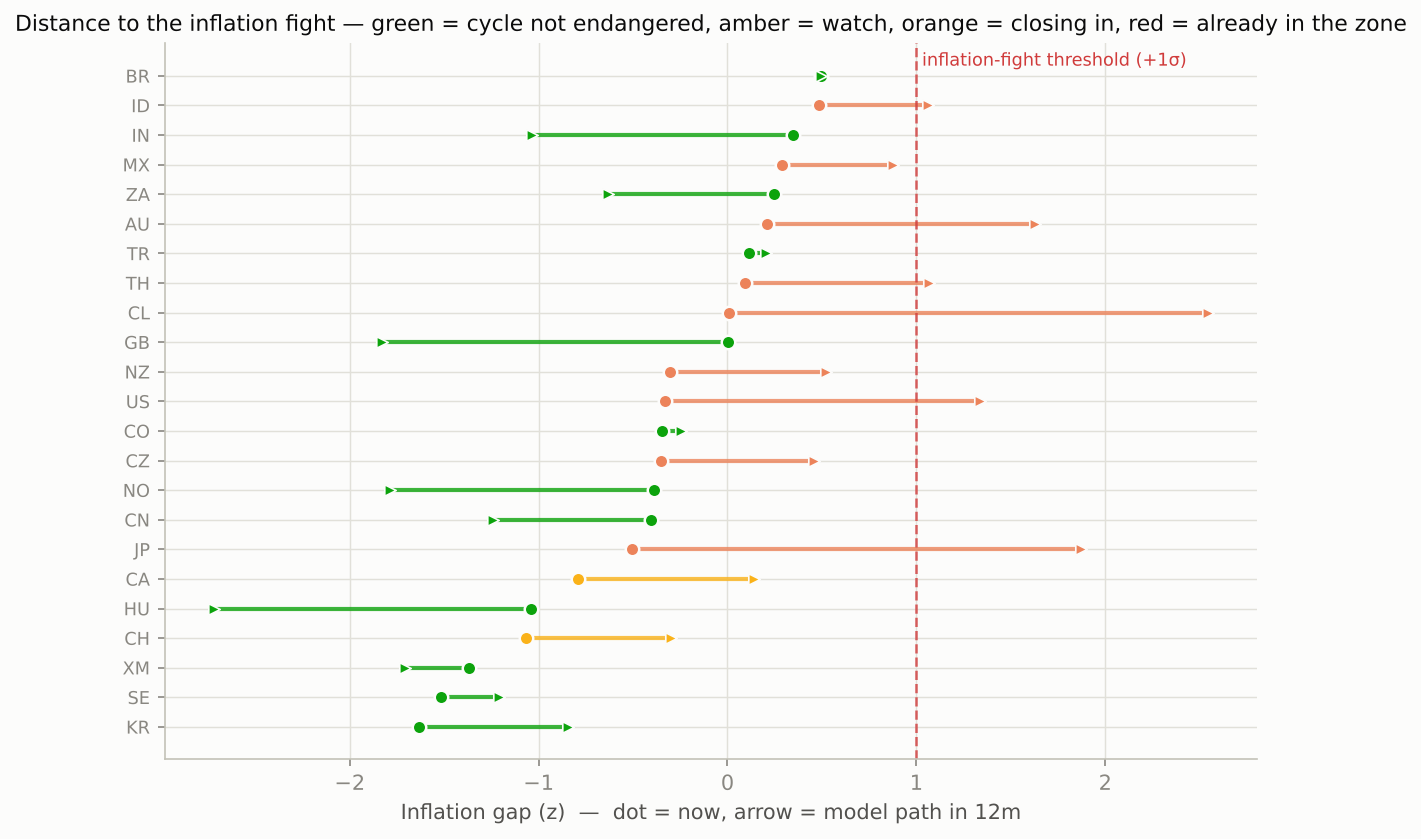 Distance to the inflation fight — green = cycle not endangered, amber = watch, orange = closing in, red = already in the zone
inflation-fight threshold (+1σ)
BR
ID
IN
MX
ZA
AU
TR
TH
CL
GB
NZ
US
CO
CZ
NO
CN
JP
CA
HU
CH
XM
SE
KR
−2 −1 0 1 2
Inflation gap (z) — dot = now, arrow = model path in 12m